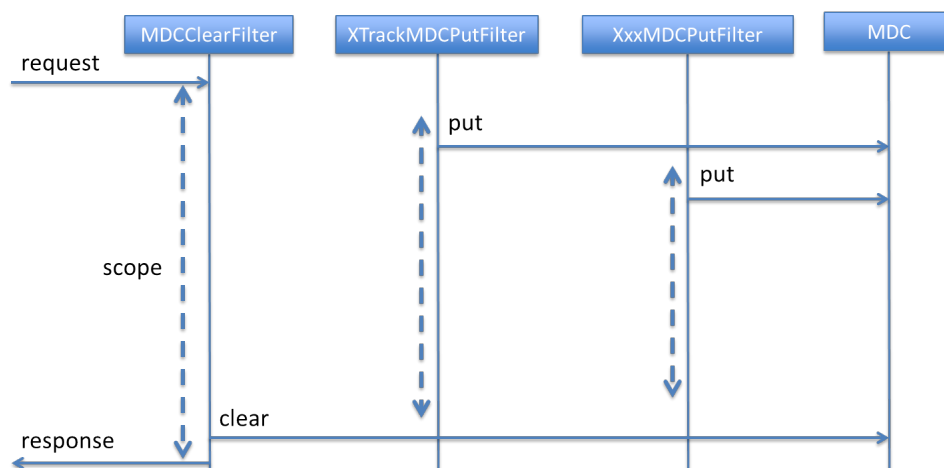 MDCClearFilter
XTrackMDCPutFilter
XxxMDCPutFilter
MDC
request
put
put
scope
clear
response